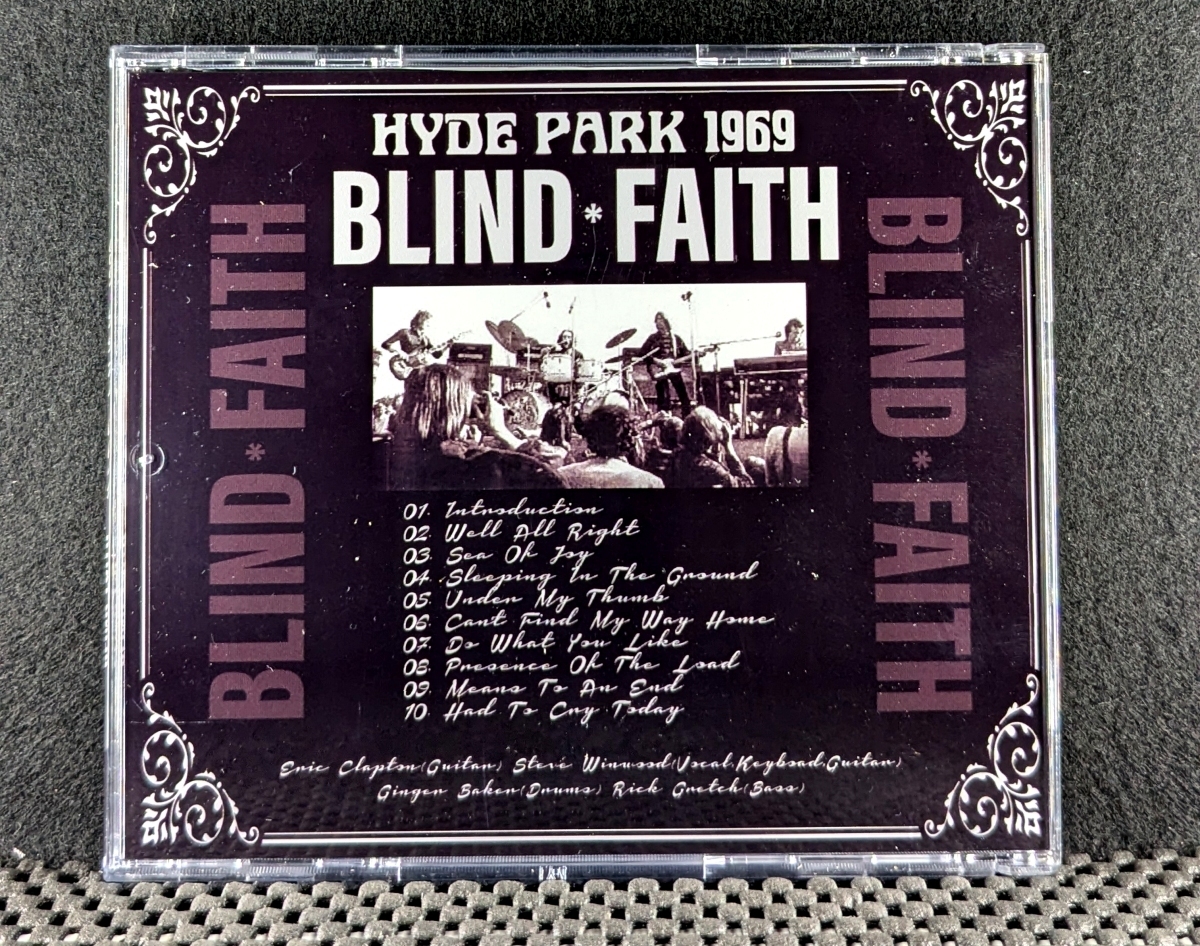 HYDE PARK 1969
BLIND * FAITH
BLIND * FAITH
BLIND * FAITH
01. Introduction
02. Well All Right
03. Sea Of Joy
04. Sleeping In The Ground
05. Under My Thumb
06. Can't Find My Way Home
07. Do What You Like
08. Presence Of The Load
09. Means To An End
10. Had To Cry Today
Eric Clapton(Guitar) Steve Winwood(Vocal,Keyboad,Guitar)
Ginger Baker(Drums) Rick Gretch(Bass)